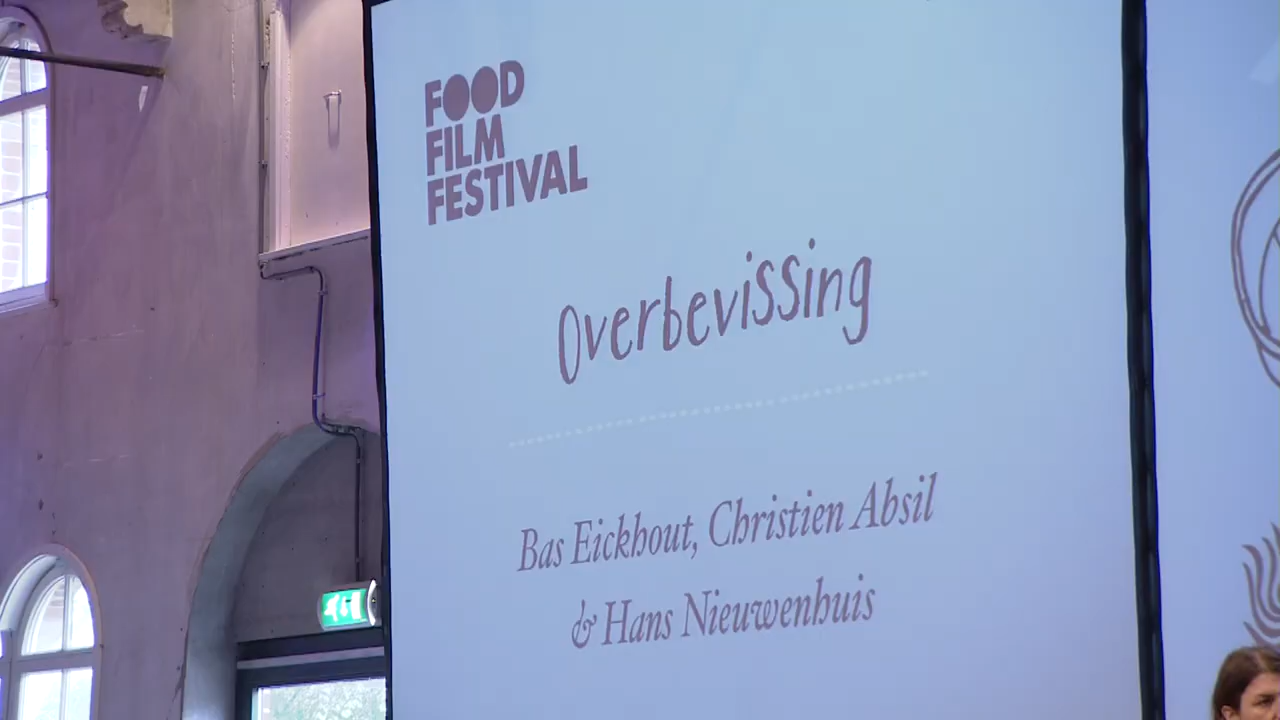 FOOD
FILM
FESTIVAL
Overbevissing
Bas Eickhout, Christien Absil
& Hans Nieuwenhuis